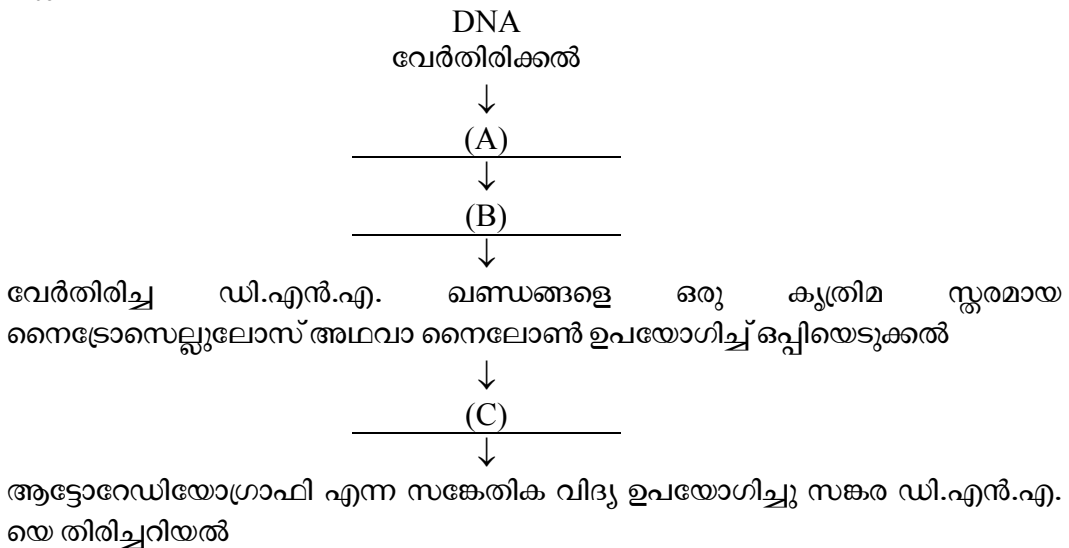 DNA
വേർതിരിക്കൽ
↓
(A)
↓
(B)
↓
വേർതിരിച്ച ഡി.എൻ.എ. ഖണ്ഡങ്ങളെ ഒരു കൃത്രിമ സ്തരമായ
നൈട്രോസെല്ലുലോസ് അഥവാ നൈലോൺ ഉപയോഗിച്ച് ഒപ്പിയെടുക്കൽ
↓
(C)
↓
ആട്ടോറേഡിയോഗ്രാഫി എന്ന സങ്കേതിക വിദ്യ ഉപയോഗിച്ചു സങ്കര ഡി.എൻ.എ.
യെ തിരിച്ചറിയൽ